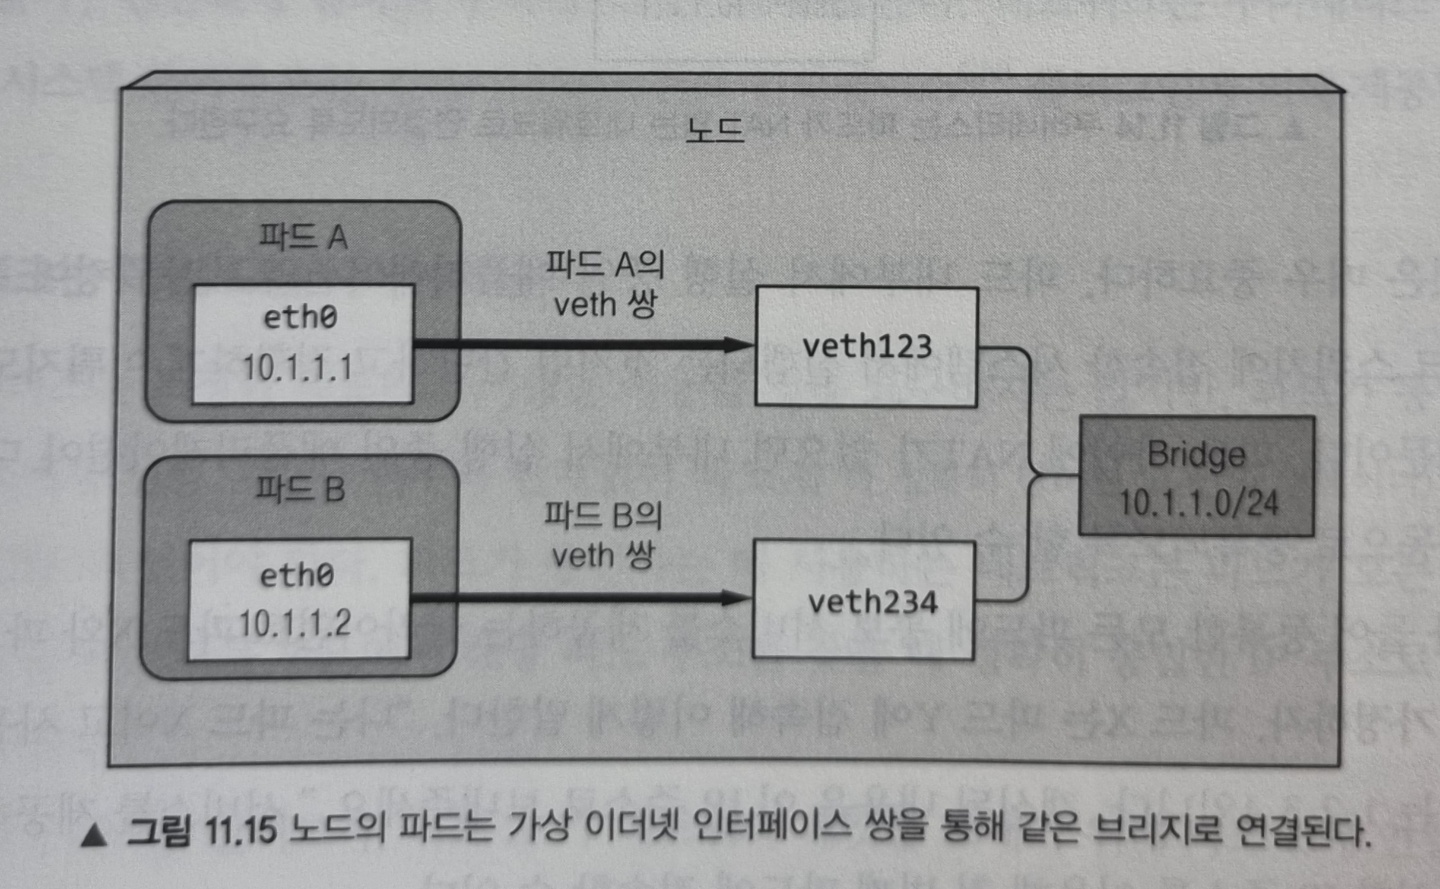 노드
파드 A
eth0
10.1.1.1
파드 A의
veth 쌍
veth123
파드 B
eth0
10.1.1.2
파드 B의
veth 쌍
veth234
Bridge
10.1.1.0/24
▲ 그림 11.15 노드의 파드는 가상 이더넷 인터페이스 쌍을 통해 같은 브리지로 연결된다.